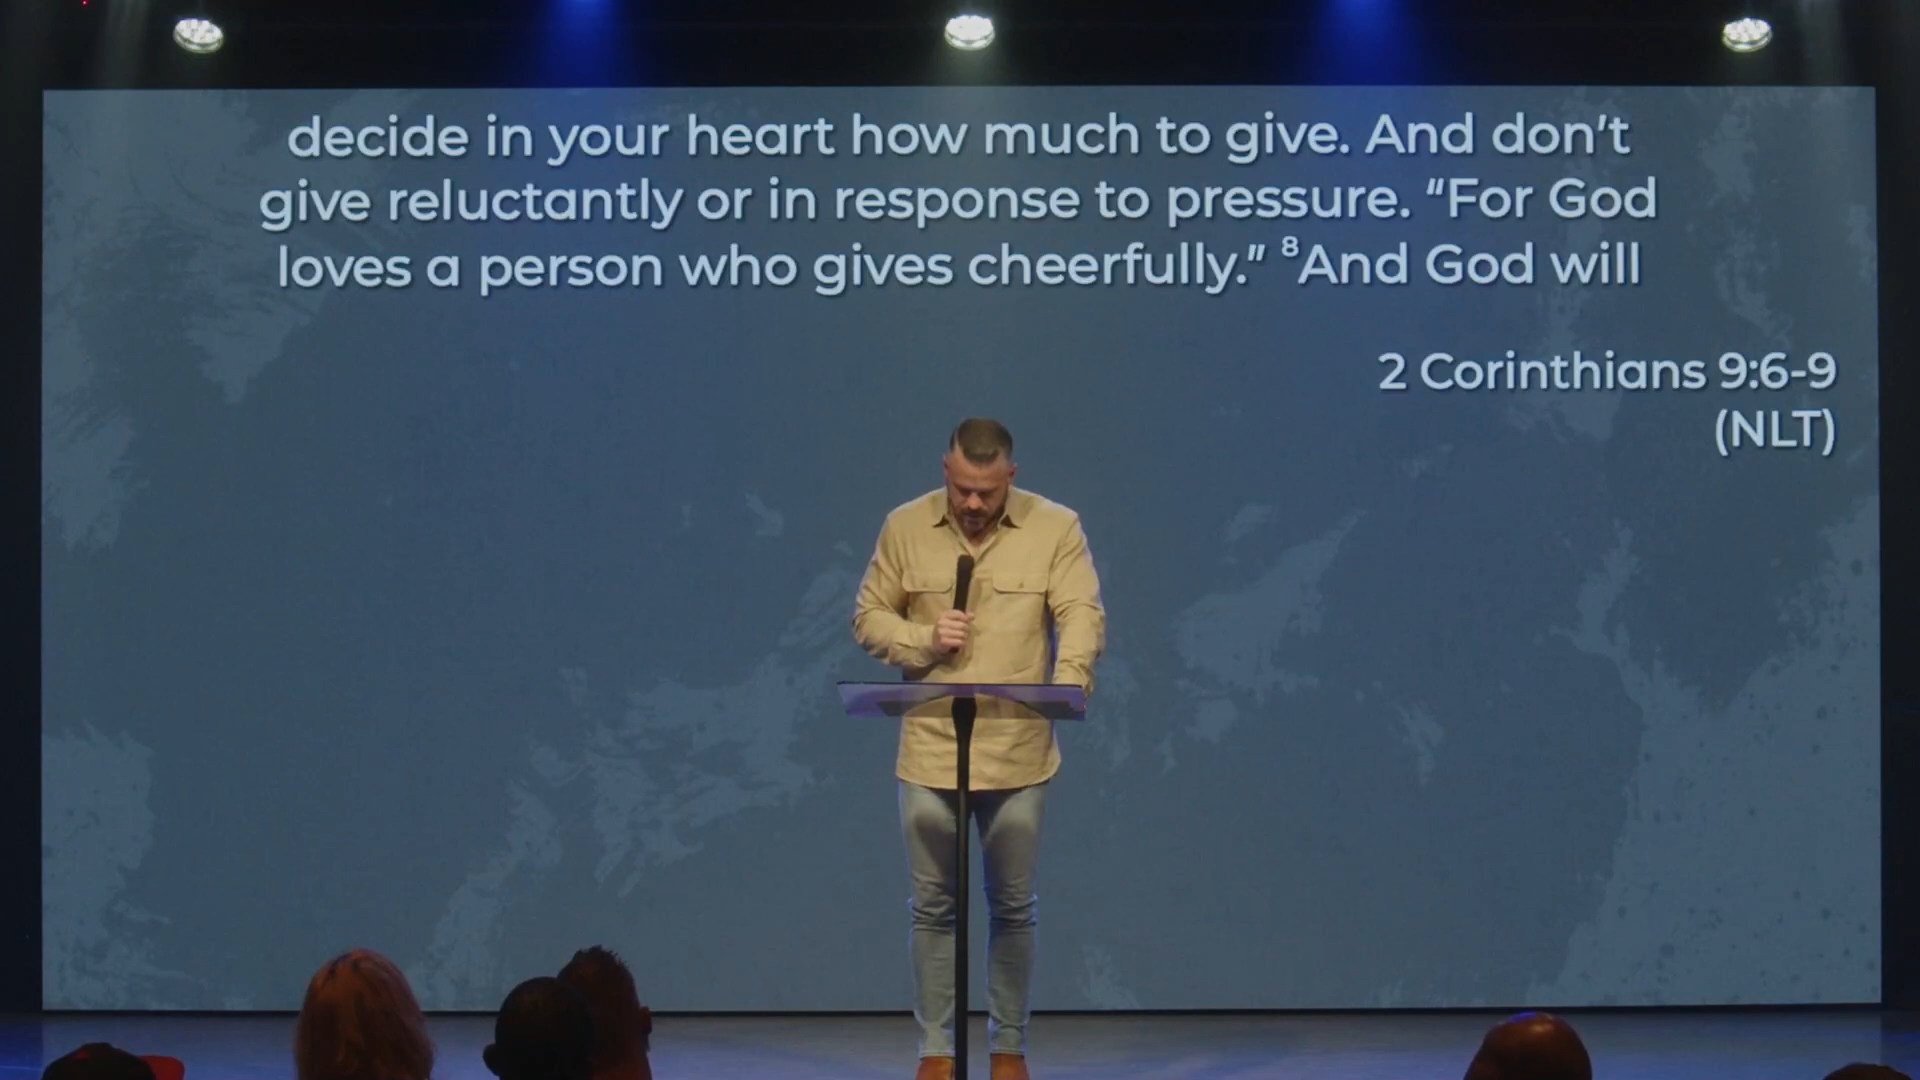 decide in your heart how much to give. And don't
give reluctantly or in response to pressure. "For God
loves a person who gives cheerfully." ⁸And God will
2 Corinthians 9:6-9
(NLT)